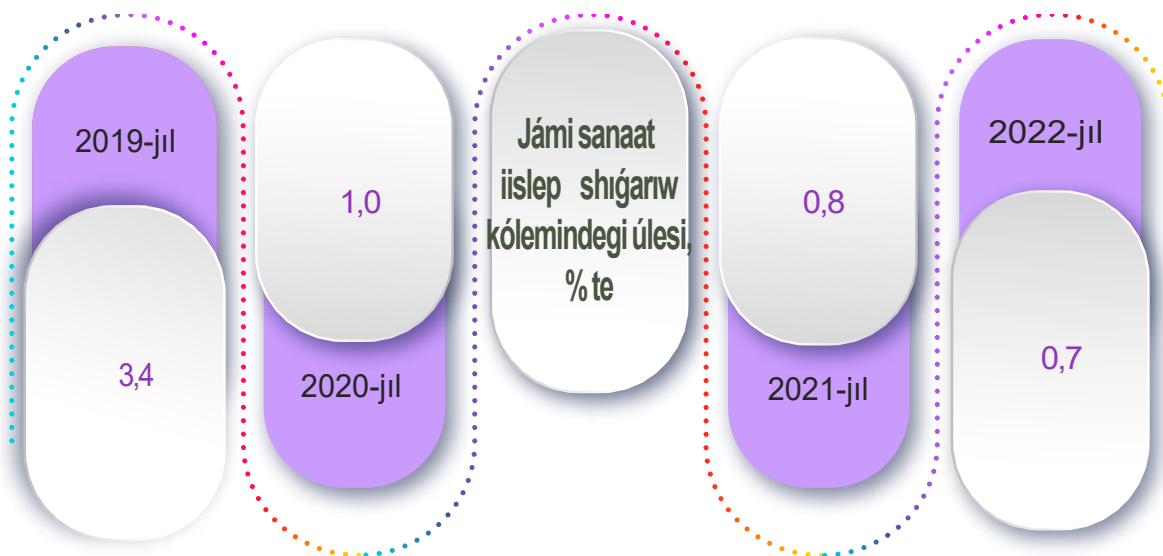 2019-jıl
3,4
1,0
2020-jıl
Jámi sanaat
iislep shıǵarıw
kólemindegi úlesi,
% te
0,8
2021-jıl
2022-jıl
0,7